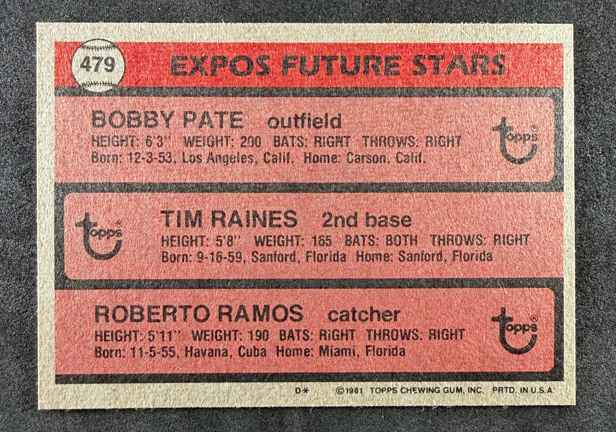 479 EXPOS FUTURE STARS
BOBBY PATE outfield
HEIGHT: 6'3" WEIGHT: 200 BATS: RIGHT THROWS: RIGHT
Born: 12-3-53, Los Angeles, Calif. Home: Carson, Calif.
Topps®
TIM RAINES 2nd base
HEIGHT: 5'8" WEIGHT: 165 BATS: BOTH THROWS: RIGHT
Born: 9-16-59, Sanford, Florida Home: Sanford, Florida
Topps®
ROBERTO RAMOS catcher
HEIGHT: 5'11" WEIGHT: 190 BATS: RIGHT THROWS: RIGHT
Born: 11-5-55, Havana, Cuba Home: Miami, Florida
Topps®
D* ©1981 TOPPS CHEWING GUM, INC. PRTD. IN U.S.A.